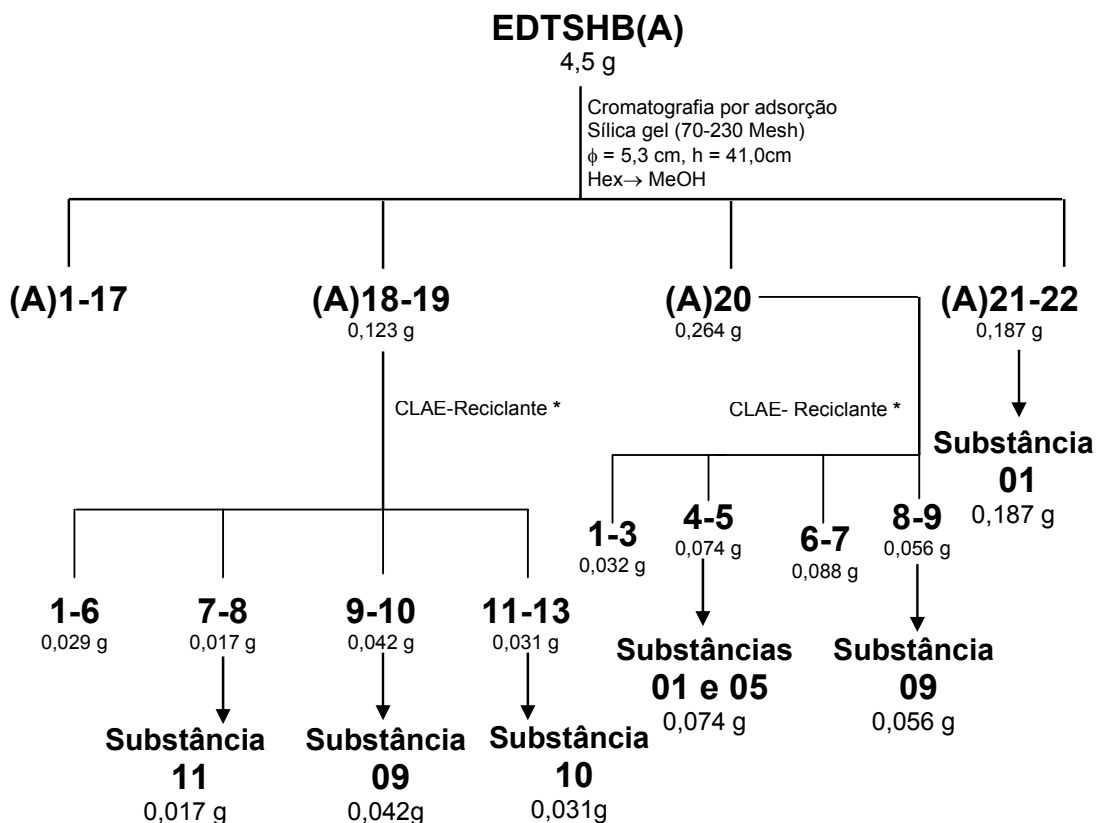 EDTSHB(A)
4,5 g
Cromatografia por adsorção
Sílica gel (70-230 Mesh)
ϕ = 5,3 cm, h = 41,0cm
Hex→ MeOH
(A)1-17
(A)18-19
0,123 g
(A)20
0,264 g
(A)21-22
0,187 g
CLAE-Reciclante *
CLAE- Reciclante *
Substância
01
0,187 g
1-3
0,032 g
4-5
0,074 g
6-7
0,088 g
8-9
0,056 g
1-6
0,029 g
7-8
0,017 g
9-10
0,042 g
11-13
0,031 g
Substâncias
01 e 05
0,074 g
Substância
09
0,056 g
Substância
11
0,017 g
Substância
09
0,042g
Substância
10
0,031g